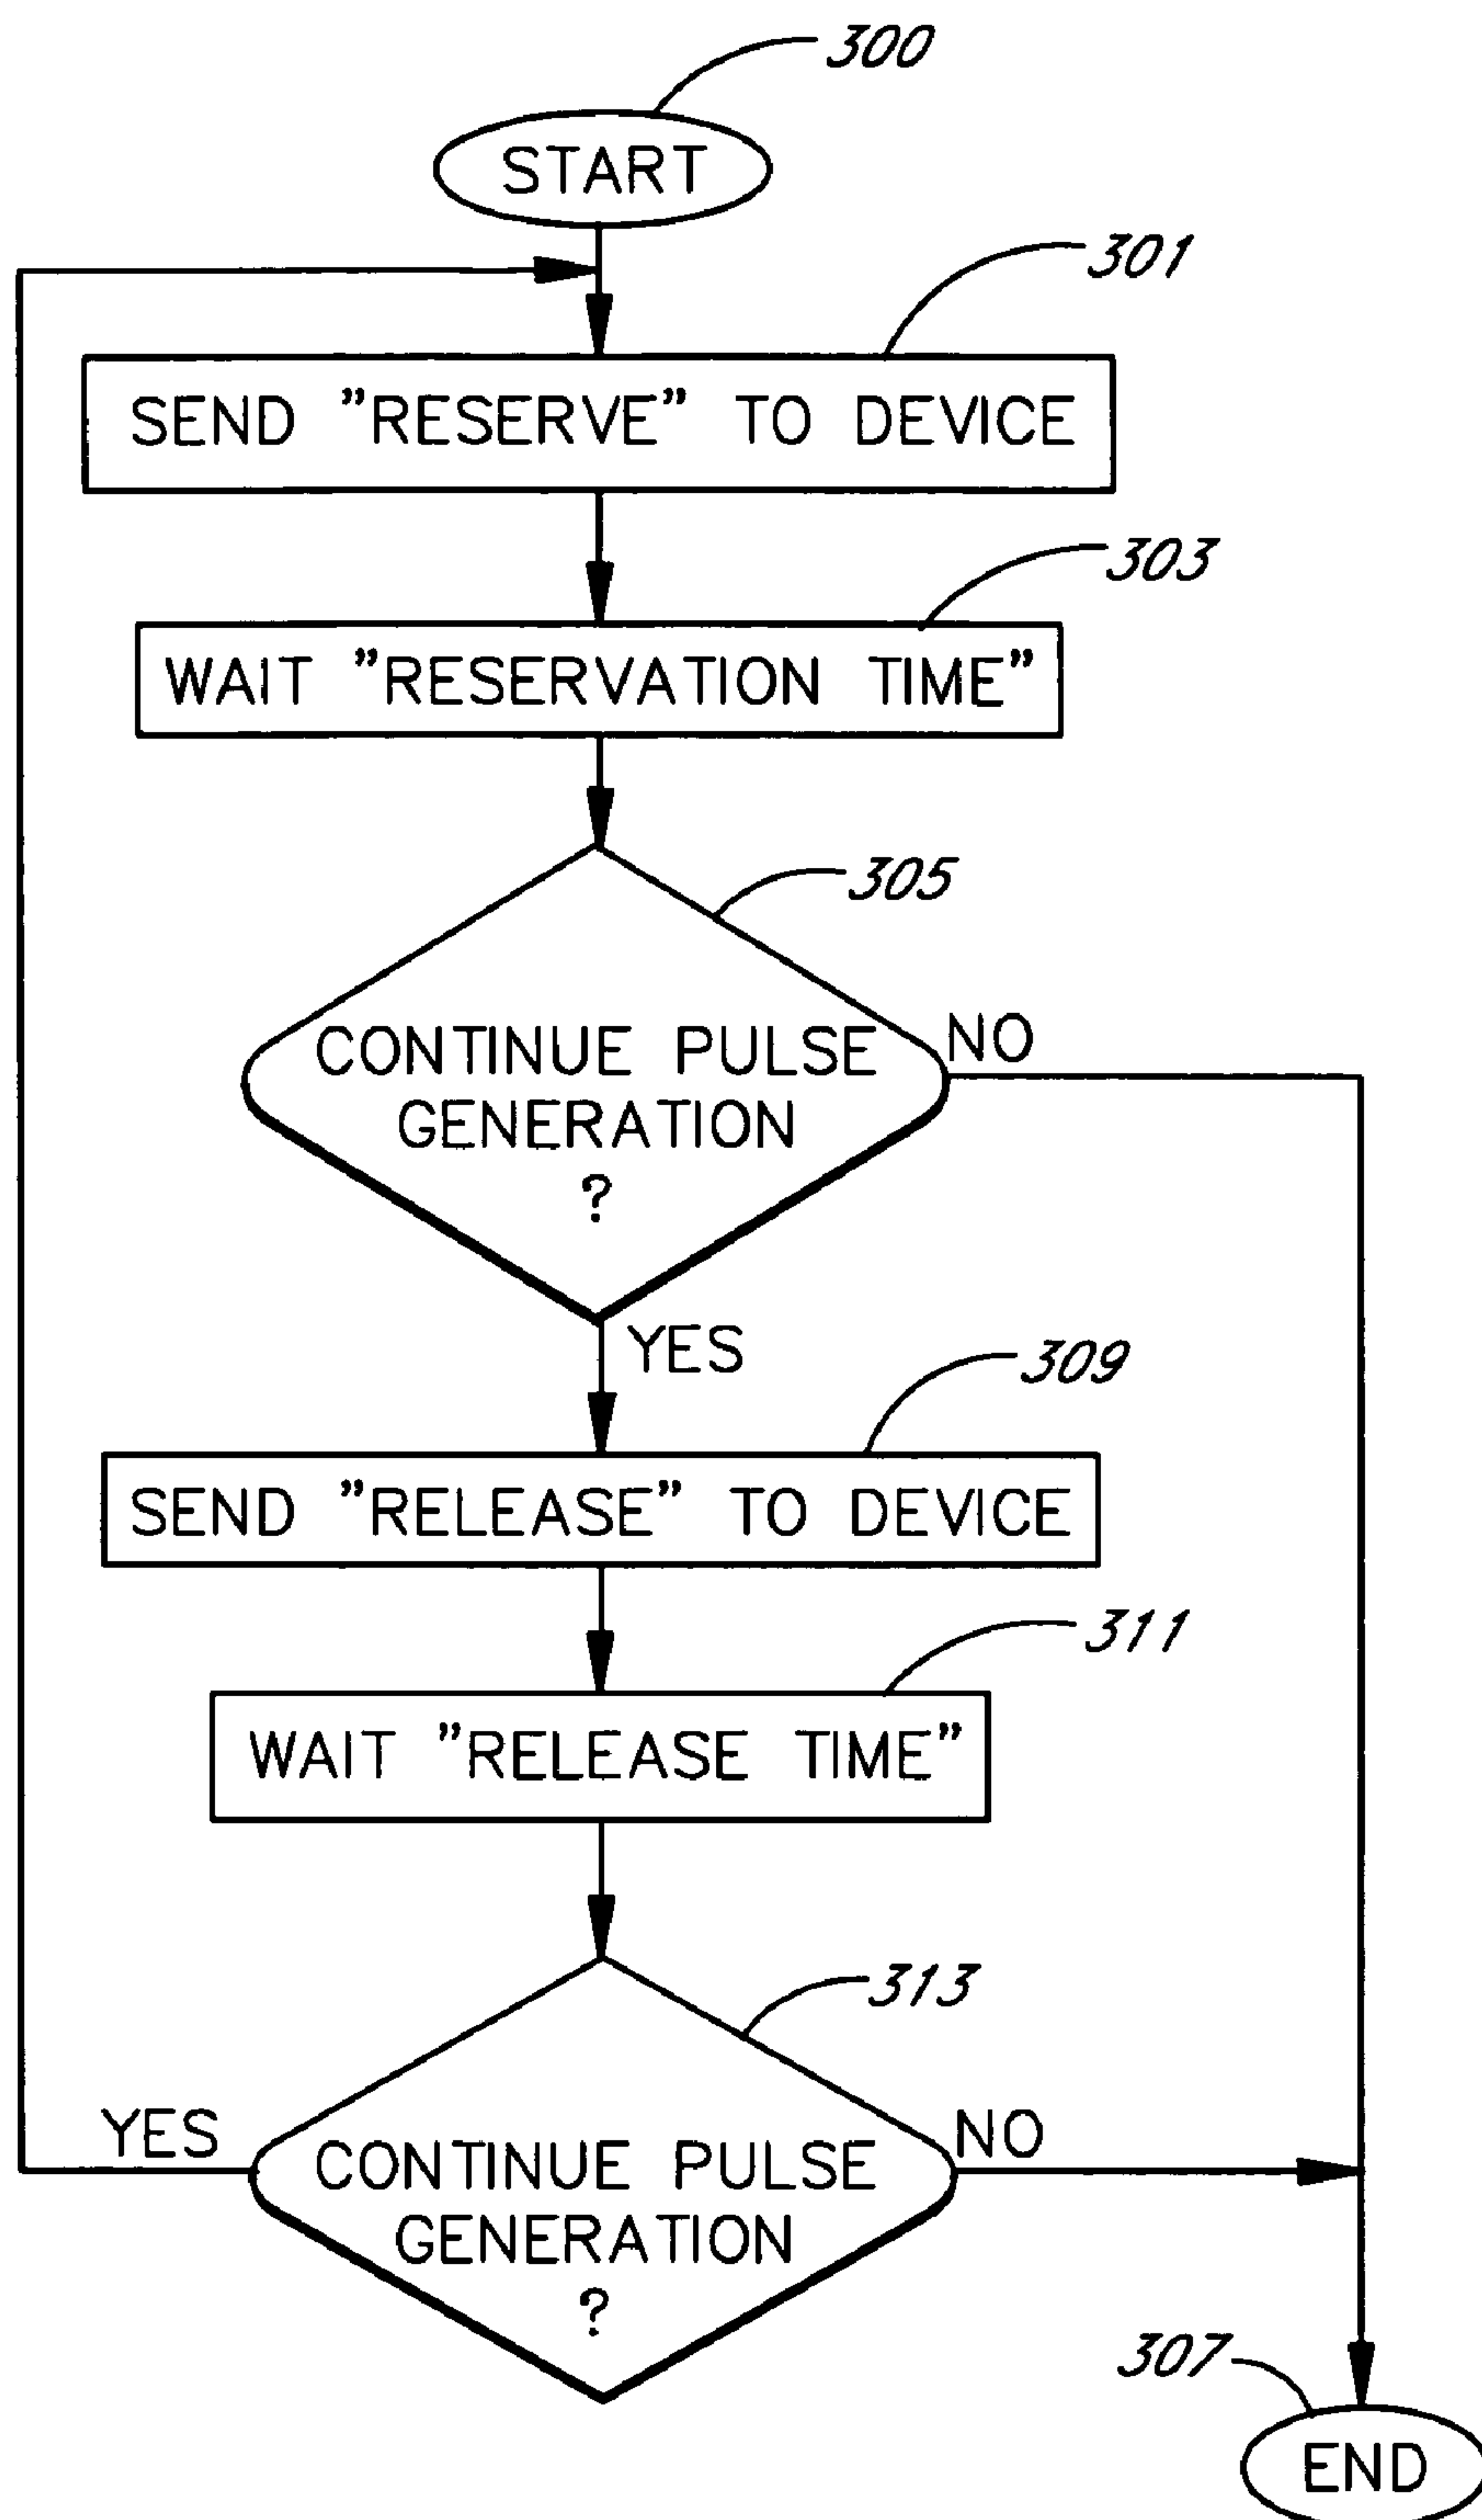 300
START
301
SEND "RESERVE" TO DEVICE
303
WAIT "RESERVATION TIME"
305
CONTINUE PULSE
GENERATION
?
NO
YES
309
SEND "RELEASE" TO DEVICE
311
WAIT "RELEASE TIME"
313
YES
CONTINUE PULSE
GENERATION
?
NO
307
END